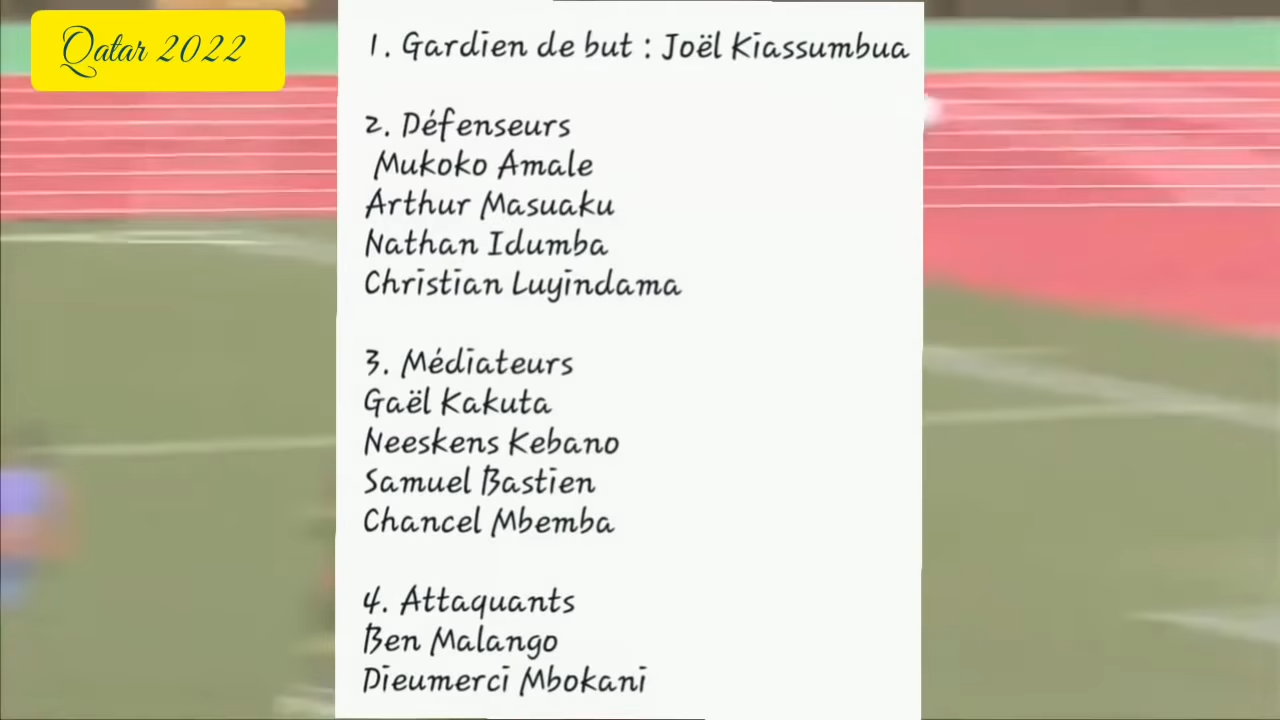 Qatar 2022
1. Gardien de but : Joël Kiassumbua
2. Défenseurs
Mukoko Amale
Arthur Masuaku
Nathan Idumba
Christian Luyindama
3. Médiateurs
Gaël Kakuta
Neeskens Kebano
Samuel Bastien
Chancel Mbemba
4. Attaquants
Ben Malango
Dieumerci Mbokani